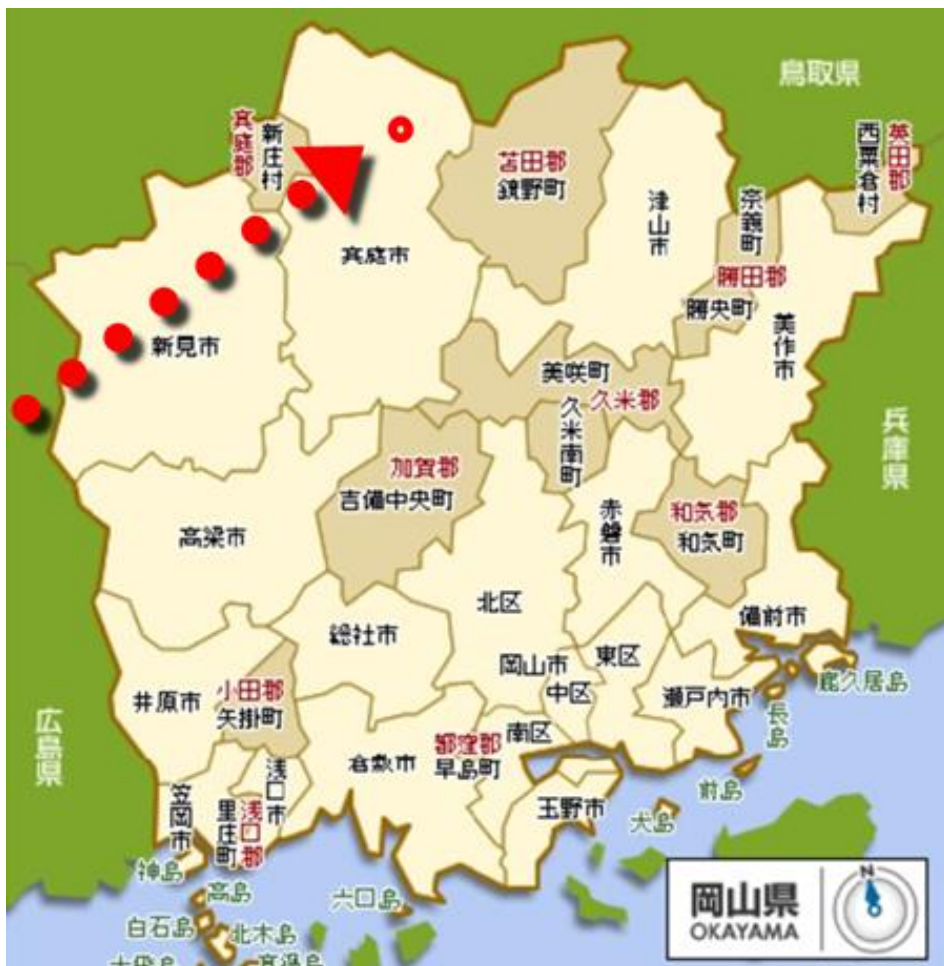 鳥取県
英田郡
西粟倉村
真庭郡
新庄村
苫田郡
鏡野町
津山市
奈義町
勝田郡
勝央町
美作市
真庭市
新見市
美咲町
久米郡
久米南町
兵庫県
加賀郡
吉備中央町
和気郡
和気町
赤磐市
高梁市
北区
備前市
総社市
岡山市
中区
東区
瀬戸内市
鹿久居島
長島
井原市
小田郡
矢掛町
広島県
南区
都窪郡
早島町
倉敷市
浅口市
前島
笠岡市
里庄町
浅口郡
玉野市
犬島
神島
高島
六口島
白石島
北木島
岡山県
OKAYAMA
N